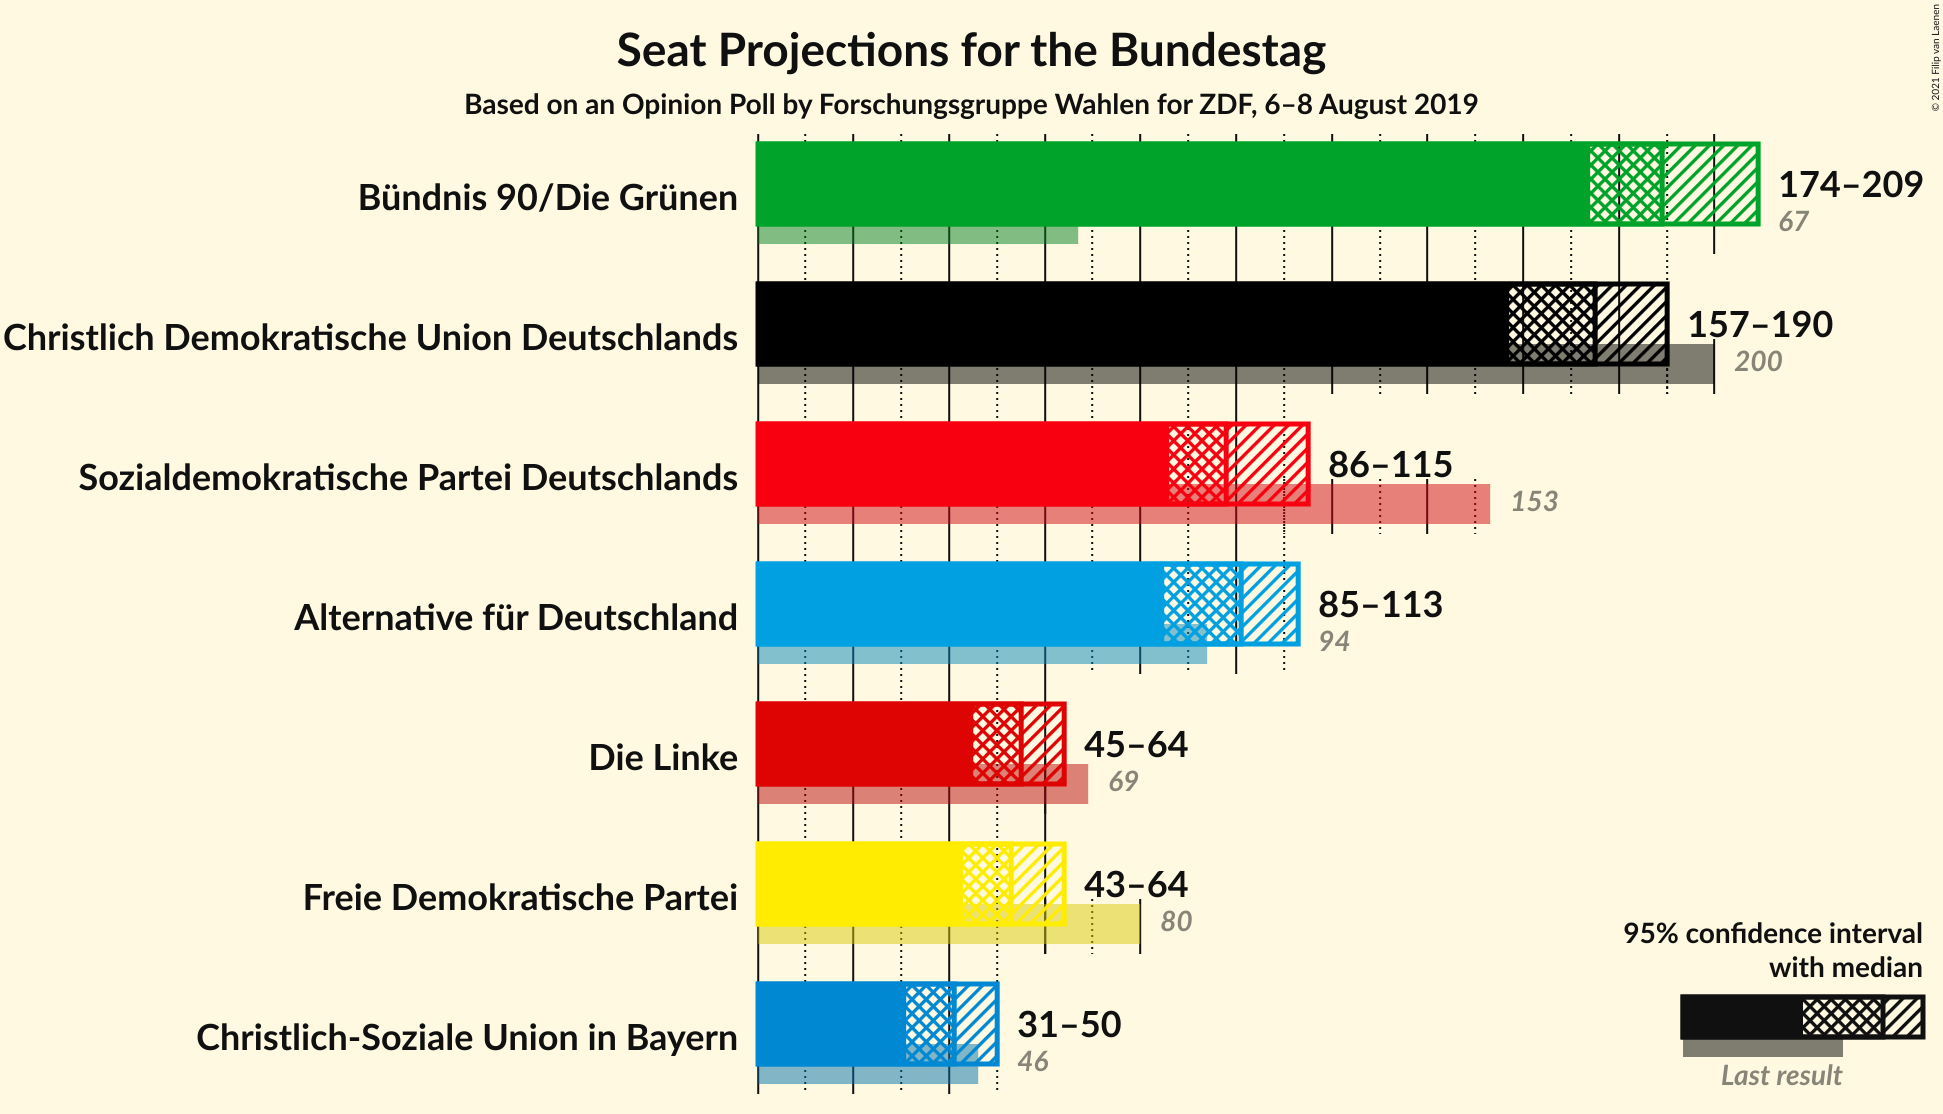 Seat Projections for the Bundestag
Based on an Opinion Poll by Forschungsgruppe Wahlen for ZDF, 6–8 August 2019
© 2021 Filip van Laenen
Bündnis 90/Die Grünen
174–209
67
Christlich Demokratische Union Deutschlands
157–190
200
Sozialdemokratische Partei Deutschlands
86–115
153
Alternative für Deutschland
85–113
94
Die Linke
45–64
69
Freie Demokratische Partei
43–64
80
Christlich-Soziale Union in Bayern
31–50
46
95% confidence interval
with median
Last result